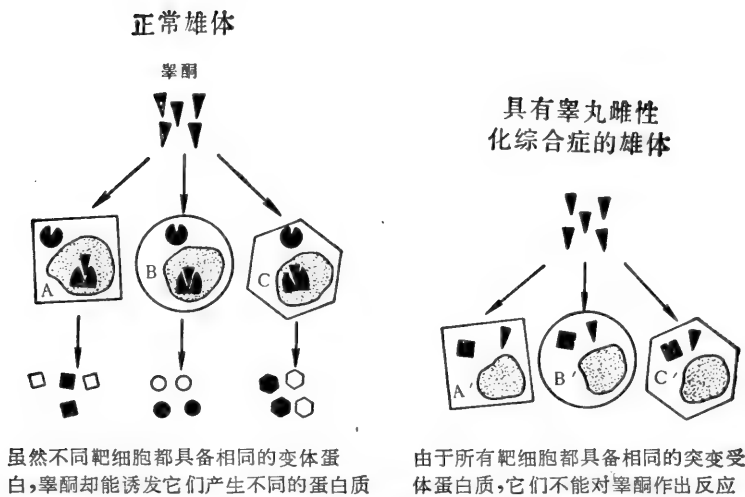 正常雄体
睾酮
A
B
C
虽然不同靶细胞都具备相同的变体蛋
白,睾酮却能诱发它们产生不同的蛋白质
具有睾丸雌性
化综合症的雄体
A′
B′
C′
由于所有靶细胞都具备相同的突变受
体蛋白质,它们不能对睾酮作出反应